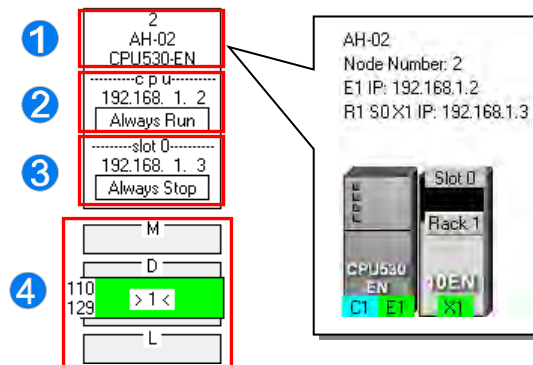 1
2
AH-02
CPU530-EN
2
--------c p u--------
192.168. 1. 2
Always Run
3
--------slot 0--------
192.168. 1. 3
Always Stop
4
M
D
110
129
> 1 <
L
AH-02
Node Number: 2
E1 IP: 192.168.1.2
R1 S0 X1 IP: 192.168.1.3
Slot 0
Rack 1
CPU530
EN
10EN
C1 E1
X1